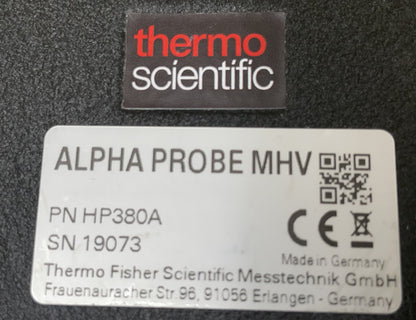 thermo
scientific
ALPHA PROBE MHV
PN HP380A
SN 19073
Made in Germany
Thermo Fisher Scientific Messtechnik GmbH
Frauenauracher Str.96, 91056 Erlangen - Germany